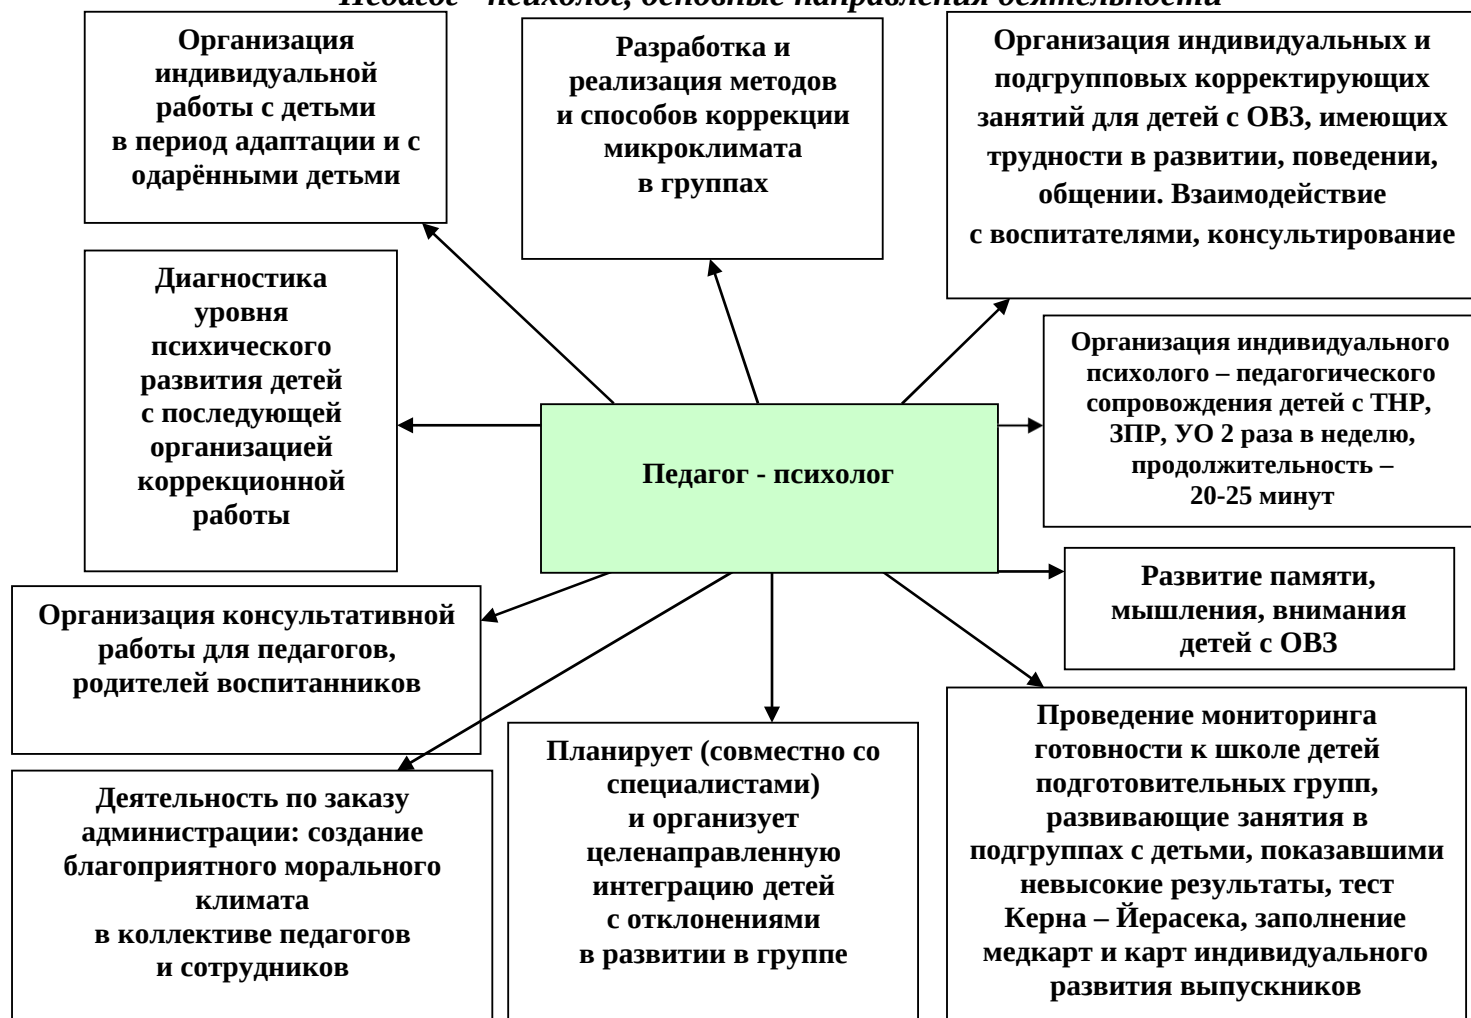 Педагог - психолог, основные направления деятельности
Организация
индивидуальной
работы с детьми
в период адаптации и с
одарёнными детьми
Разработка и
реализация методов
и способов коррекции
микроклимата
в группах
Организация индивидуальных и
подгрупповых корректирующих
занятий для детей с ОВЗ, имеющих
трудности в развитии, поведении,
общении. Взаимодействие
с воспитателями, консультирование
Диагностика
уровня
психического
развития детей
с последующей
организацией
коррекционной
работы
Организация индивидуального
психолого – педагогического
сопровождения детей с ТНР,
ЗПР, УО 2 раза в неделю,
продолжительность –
20-25 минут
Педагог - психолог
Развитие памяти,
мышления, внимания
детей с ОВЗ
Организация консультативной
работы для педагогов,
родителей воспитанников
Деятельность по заказу
администрации: создание
благоприятного морального
климата
в коллективе педагогов
и сотрудников
Планирует (совместно со
специалистами)
и организует
целенаправленную
интеграцию детей
с отклонениями
в развитии в группе
Проведение мониторинга
готовности к школе детей
подготовительных групп,
развивающие занятия в
подгруппах с детьми, показавшими
невысокие результаты, тест
Керна – Йерасека, заполнение
медкарт и карт индивидуального
развития выпускников